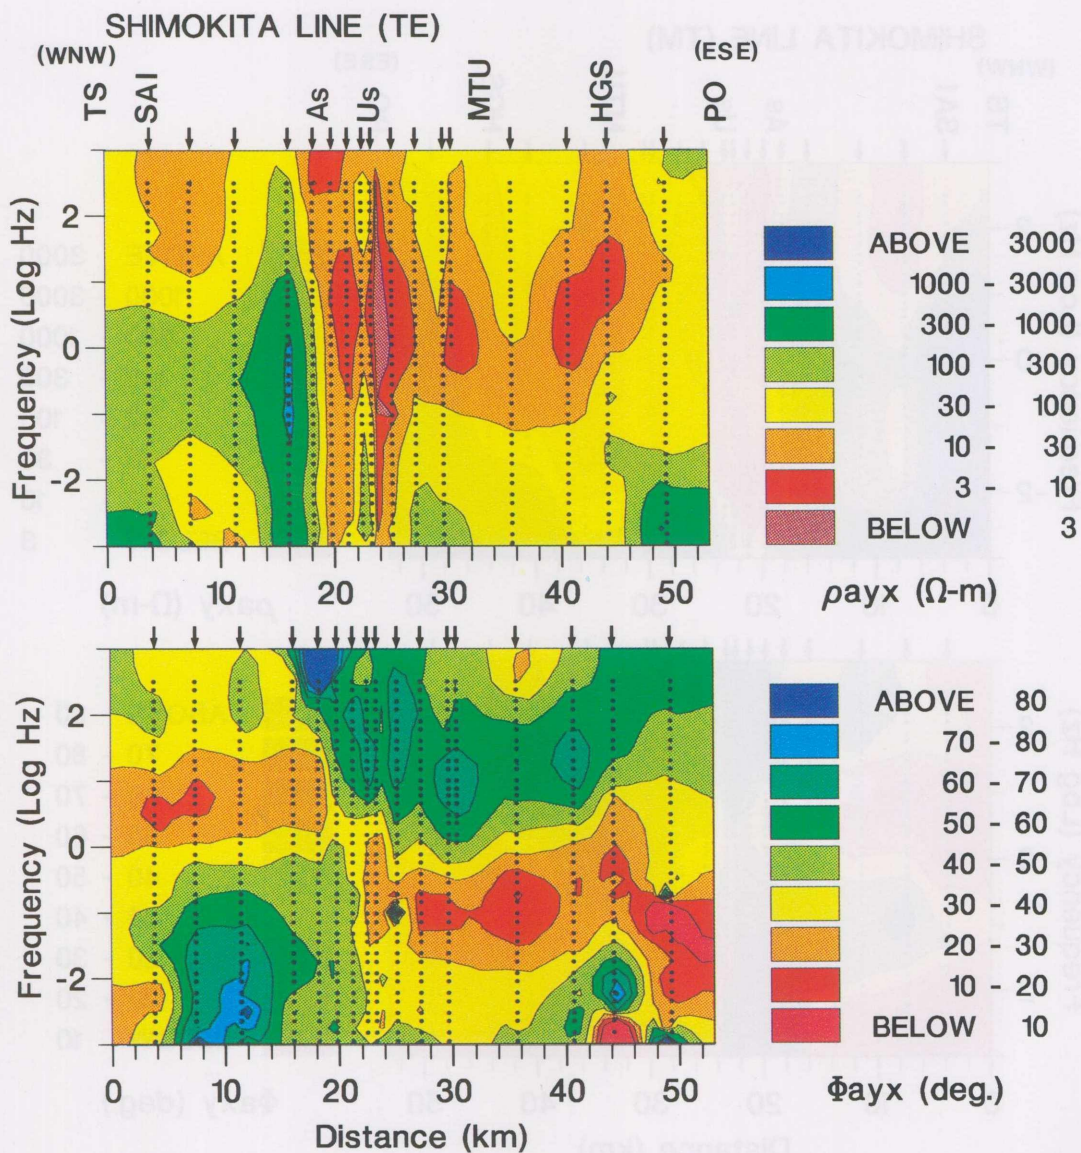 SHIMOKITA LINE (TE)
(WNW) (ESE)
TS SAI As Us MTU HGS PO
Frequency (Log Hz)
2
0
-2
0 10 20 30 40 50
ρayx (Ω-m)
ABOVE 3000
1000 - 3000
300 - 1000
100 - 300
30 - 100
10 - 30
3 - 10
BELOW 3
Frequency (Log Hz)
2
0
-2
0 10 20 30 40 50
Φayx (deg.)
Distance (km)
ABOVE 80
70 - 80
60 - 70
50 - 60
40 - 50
30 - 40
20 - 30
10 - 20
BELOW 10